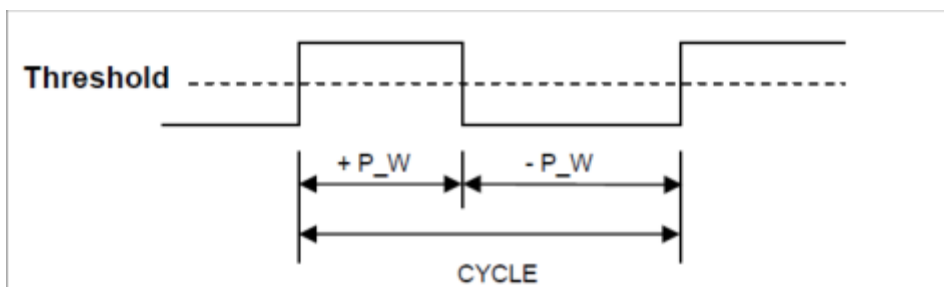 Threshold
+ P_W
- P_W
CYCLE